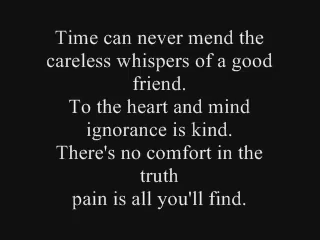 Time can never mend the
careless whispers of a good
friend.
To the heart and mind
ignorance is kind.
There's no comfort in the
truth
pain is all you'll find.